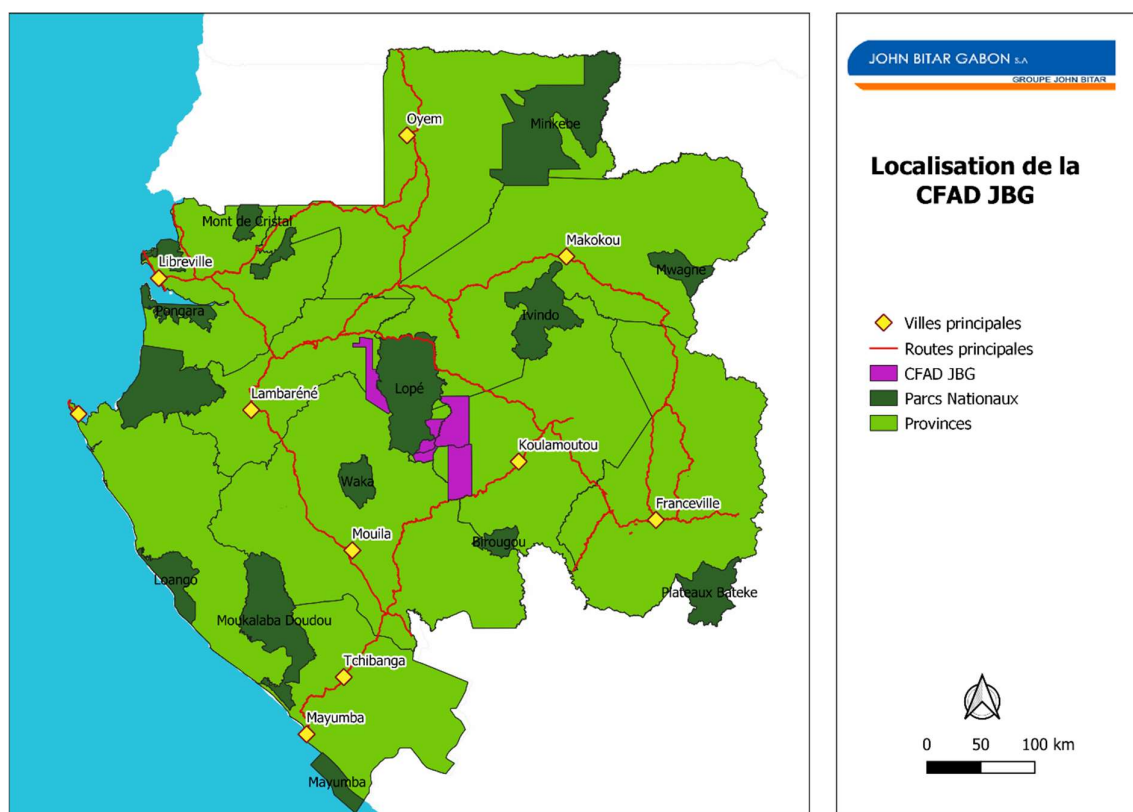 Oyem
Minkebe
Mont de Cristal
Makokou
Libreville
Mwagne
Pongara
Ivindo
Lopé
Lambaréné
Koulamoutou
Waka
Franceville
Mouila
Birougou
Loango
Plateaux Bateke
Moukalaba Doudou
Tchibanga
Mayumba
Mayumba
JOHN BITAR GABON S.A
GROUPE JOHN BITAR
Localisation de la
CFAD JBG
Villes principales
Routes principales
CFAD JBG
Parcs Nationaux
Provinces
0 50 100 km